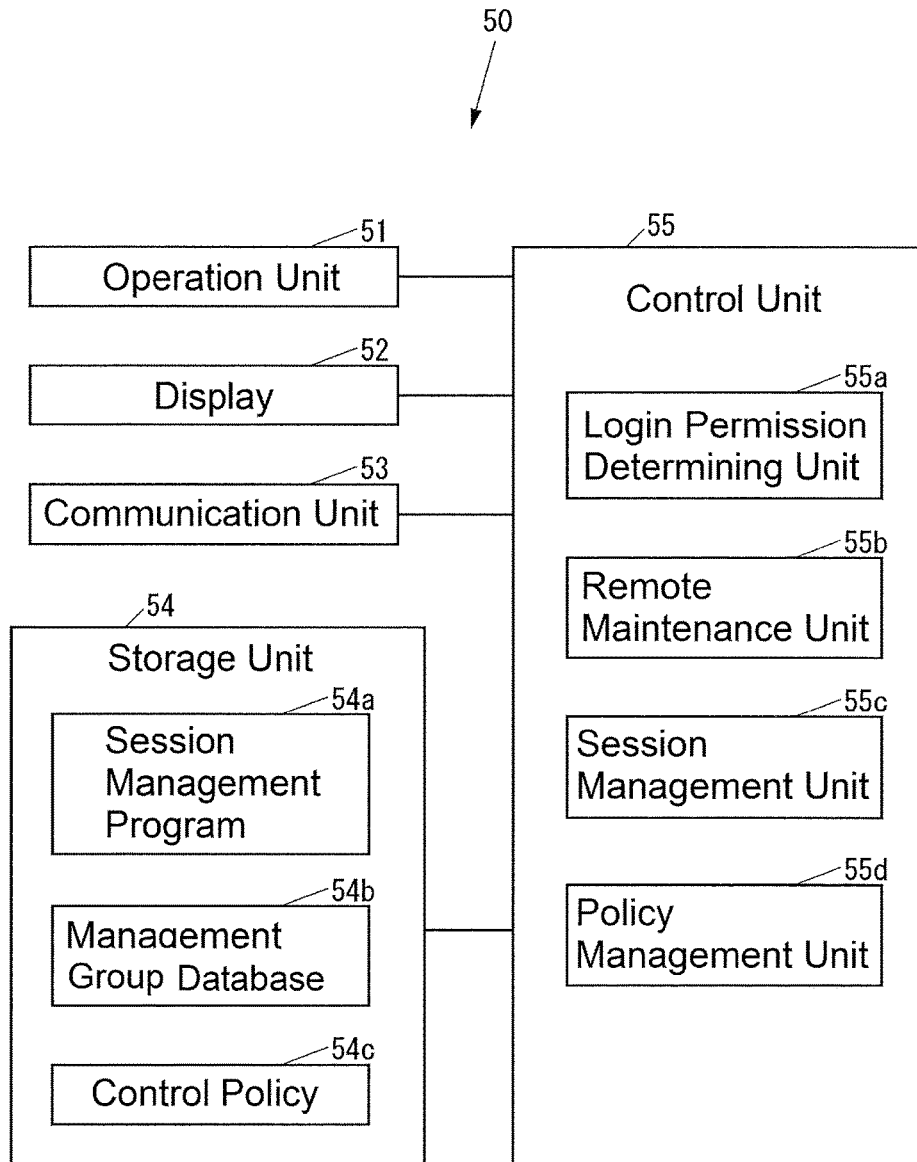 50
51
Operation Unit
52
Display
53
Communication Unit
54
Storage Unit
54a
Session
Management
Program
54b
Management
Group Database
54c
Control Policy
55
Control Unit
55a
Login Permission
Determining Unit
55b
Remote
Maintenance Unit
55c
Session
Management Unit
55d
Policy
Management Unit